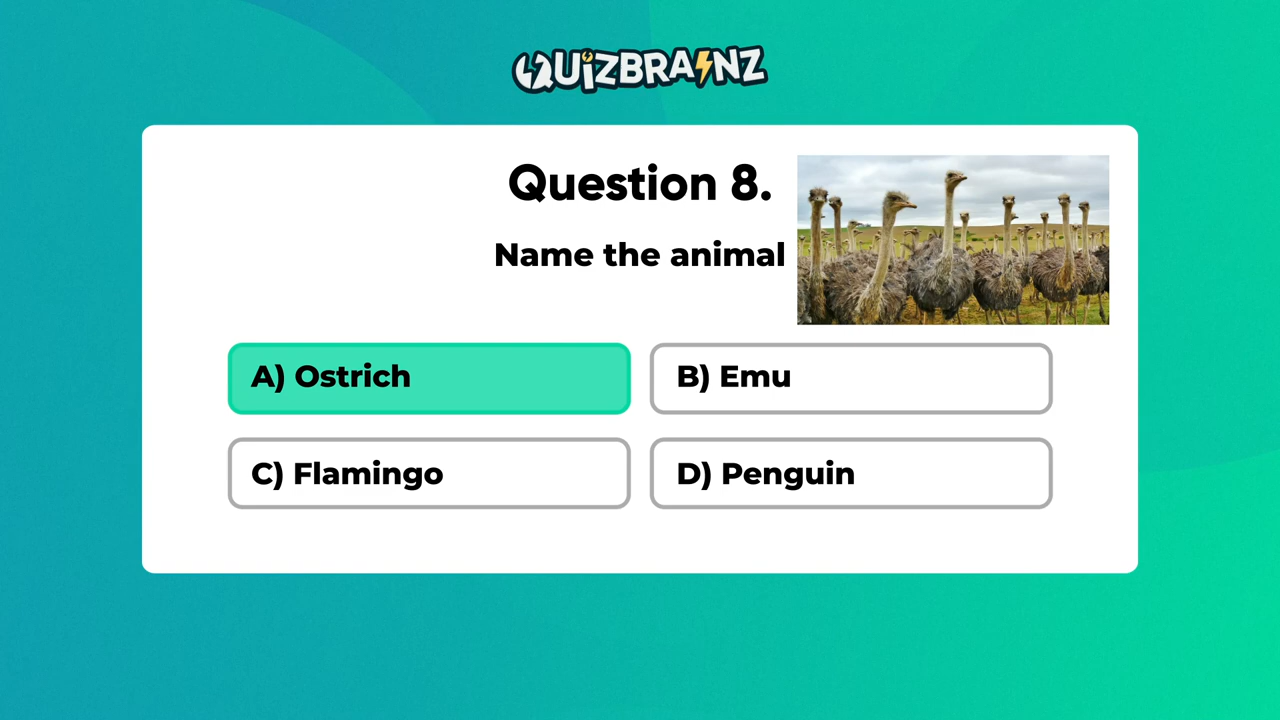 QUIZBRAINZ
Question 8.
Name the animal
A) Ostrich
B) Emu
C) Flamingo
D) Penguin